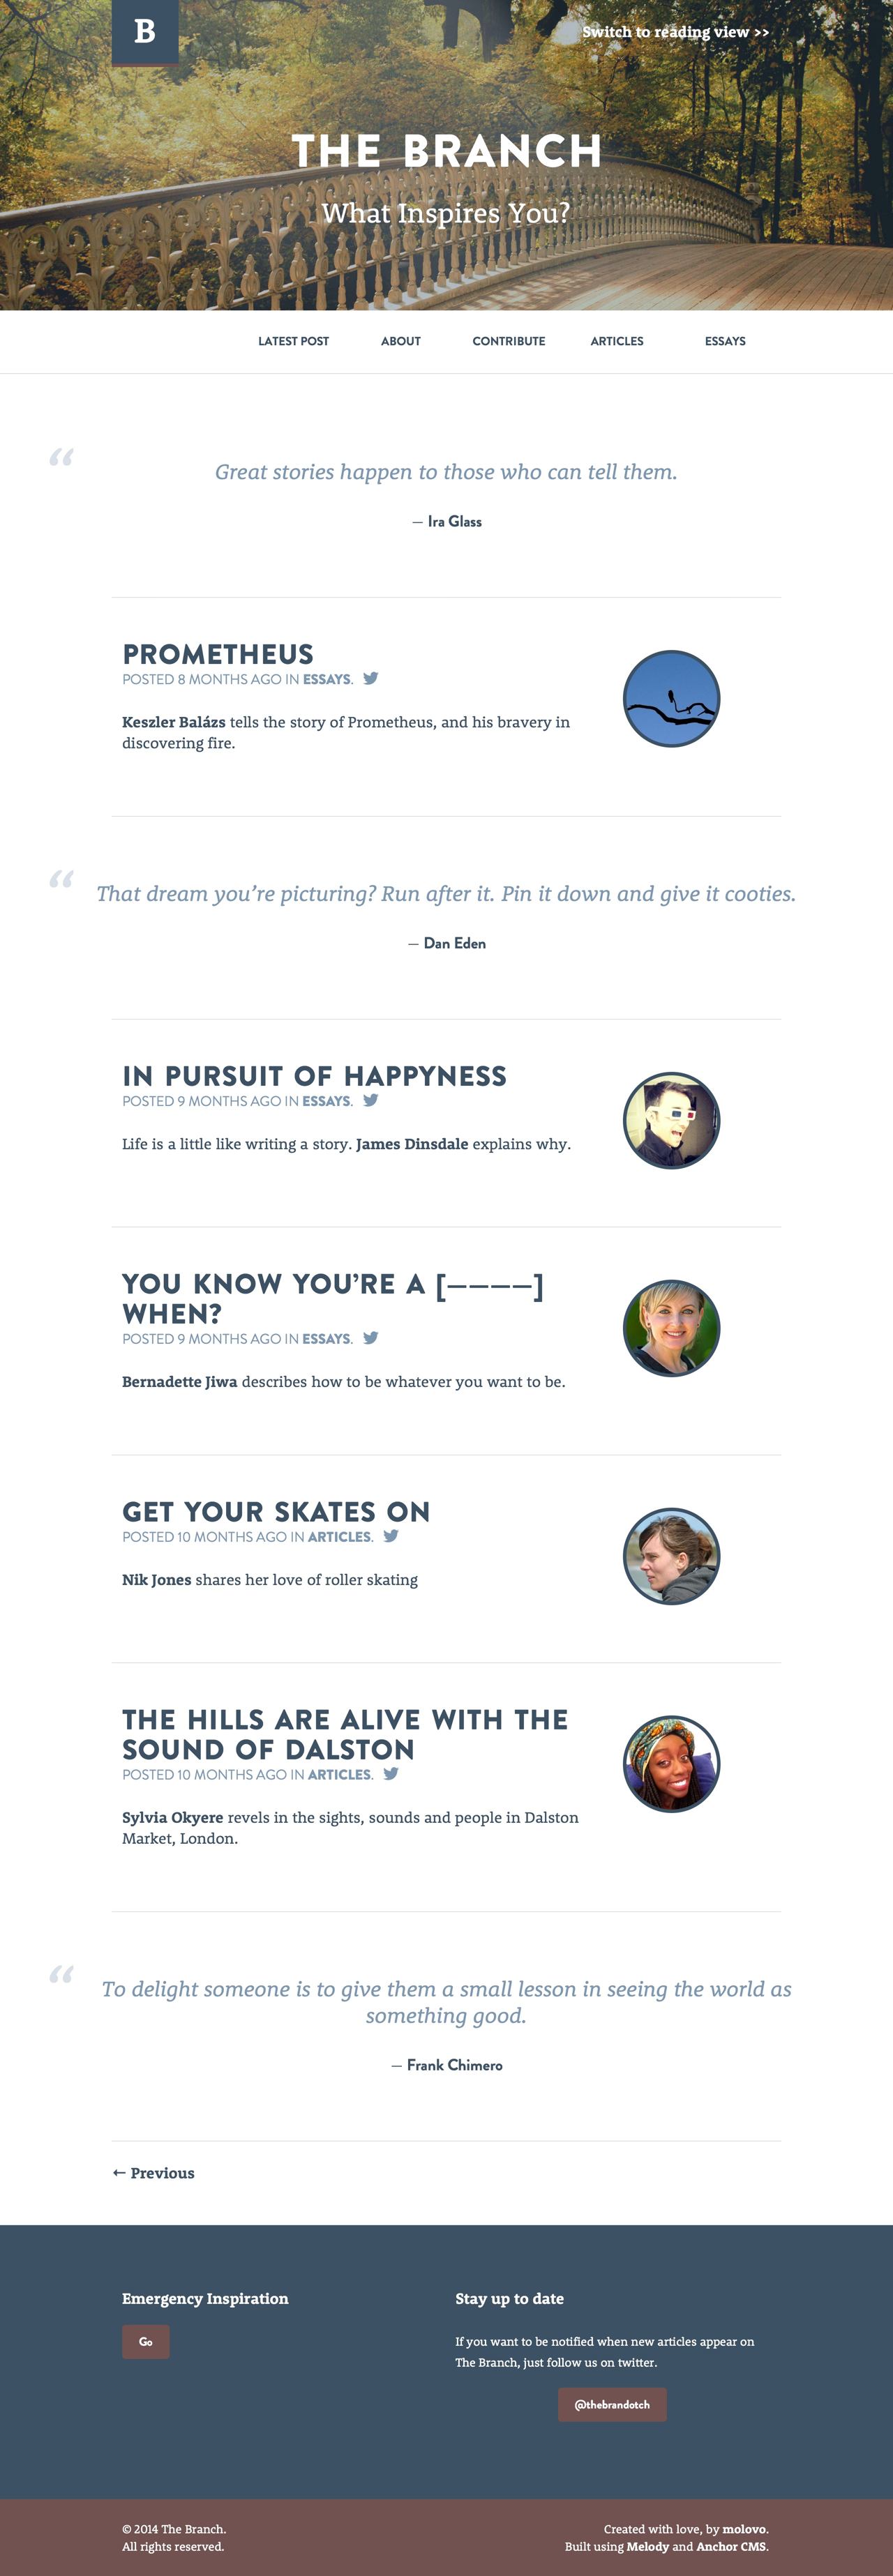 B
Switch to reading view >>
THE BRANCH
What Inspires You?
LATEST POST ABOUT CONTRIBUTE ARTICLES ESSAYS
“
Great stories happen to those who can tell them.
— Ira Glass
PROMETHEUS
POSTED 8 MONTHS AGO IN ESSAYS.
Keszler Balázs tells the story of Prometheus, and his bravery in
discovering fire.
“
That dream you’re picturing? Run after it. Pin it down and give it cooties.
— Dan Eden
IN PURSUIT OF HAPPYNESS
POSTED 9 MONTHS AGO IN ESSAYS.
Life is a little like writing a story. James Dinsdale explains why.
YOU KNOW YOU’RE A [————]
WHEN?
POSTED 9 MONTHS AGO IN ESSAYS.
Bernadette Jiwa describes how to be whatever you want to be.
GET YOUR SKATES ON
POSTED 10 MONTHS AGO IN ARTICLES.
Nik Jones shares her love of roller skating
THE HILLS ARE ALIVE WITH THE
SOUND OF DALSTON
POSTED 10 MONTHS AGO IN ARTICLES.
Sylvia Okyere revels in the sights, sounds and people in Dalston
Market, London.
“
To delight someone is to give them a small lesson in seeing the world as
something good.
— Frank Chimero
← Previous
Emergency Inspiration
Go
Stay up to date
If you want to be notified when new articles appear on
The Branch, just follow us on twitter.
@thebrandotch
© 2014 The Branch.
All rights reserved.
Created with love, by molovo.
Built using Melody and Anchor CMS.